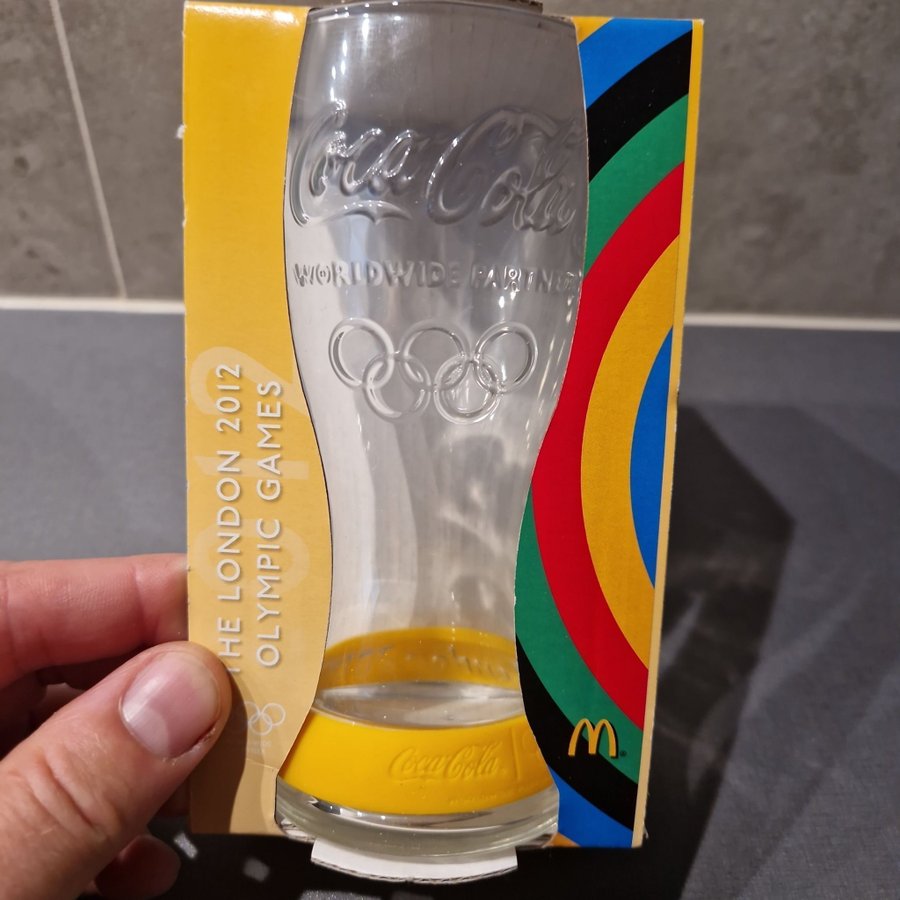 Coca-Cola
WORLDWIDE PARTNER
THE LONDON 2012
OLYMPIC GAMES
Coca-Cola